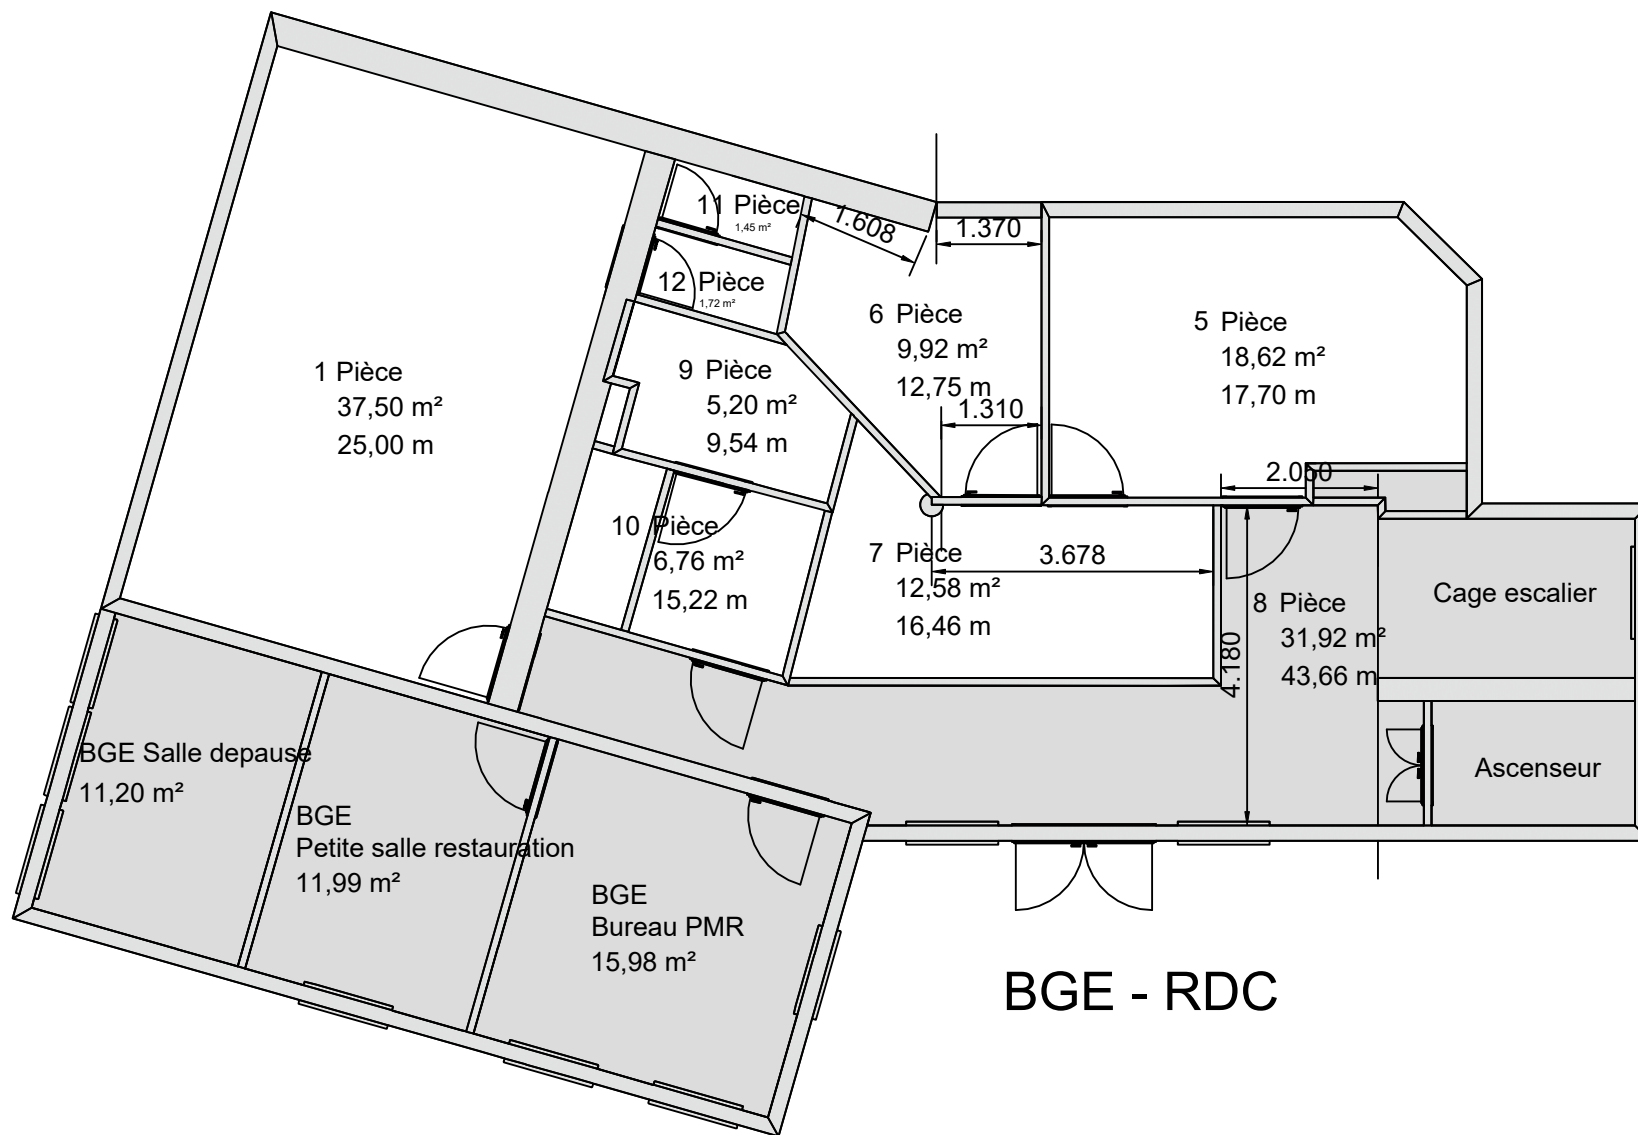 11 Pièce
1,45 m²
1.608
1.370
12 Pièce
1,72 m²
6 Pièce
9,92 m²
12,75 m
1.310
5 Pièce
18,62 m²
17,70 m
1 Pièce
37,50 m²
25,00 m
9 Pièce
5,20 m²
9,54 m
2.050
10 Pièce
6,76 m²
15,22 m
7 Pièce
12,58 m²
16,46 m
3.678
8 Pièce
31,92 m²
43,66 m
4.180
Cage escalier
Ascenseur
BGE Salle depause
11,20 m²
BGE
Petite salle restauration
11,99 m²
BGE
Bureau PMR
15,98 m²
BGE - RDC